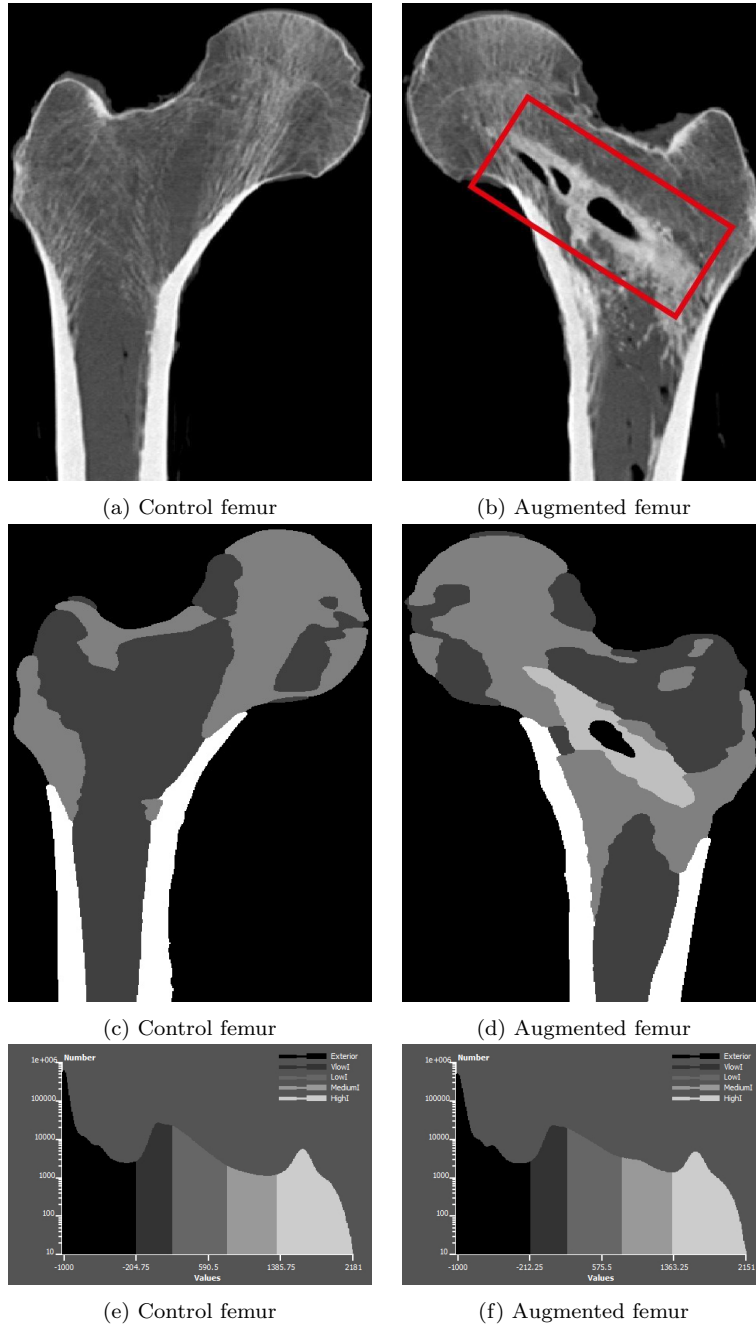 (a) Control femur
(b) Augmented femur
(c) Control femur
(d) Augmented femur
Number
Exterior
VlowI
LowI
MediumI
HighI
1e+006
100000
10000
1000
100
10
-1000 -204.75 590.5 1385.75 2181
Values
Number
Exterior
VlowI
LowI
MediumI
HighI
1e+006
100000
10000
1000
100
10
-1000 -212.25 575.5 1363.25 2151
Values
(e) Control femur
(f) Augmented femur